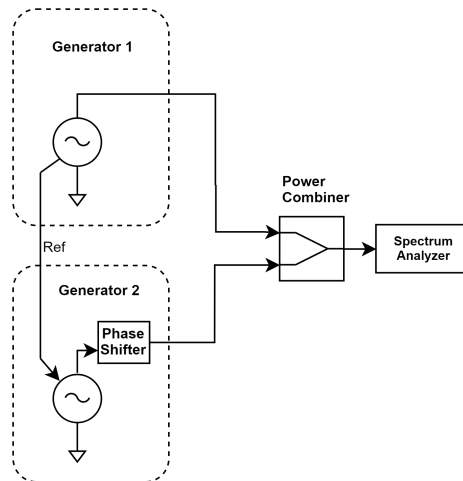 Generator 1
Power
Combiner
Spectrum
Analyzer
Ref
Generator 2
Phase
Shifter